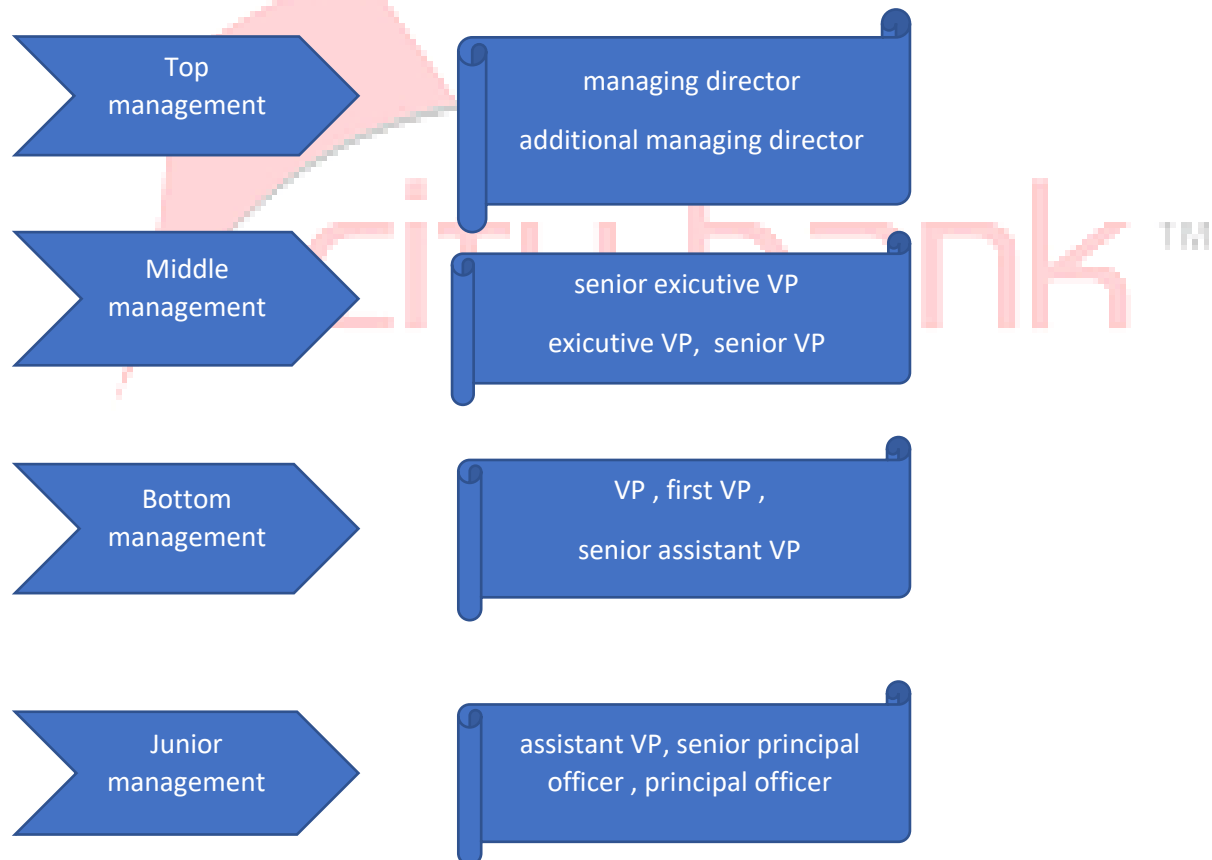 Top
management
managing director
additional managing director
city bank TM
Middle
management
senior exicutive VP
exicutive VP, senior VP
Bottom
management
VP , first VP ,
senior assistant VP
Junior
management
assistant VP, senior principal
officer , principal officer